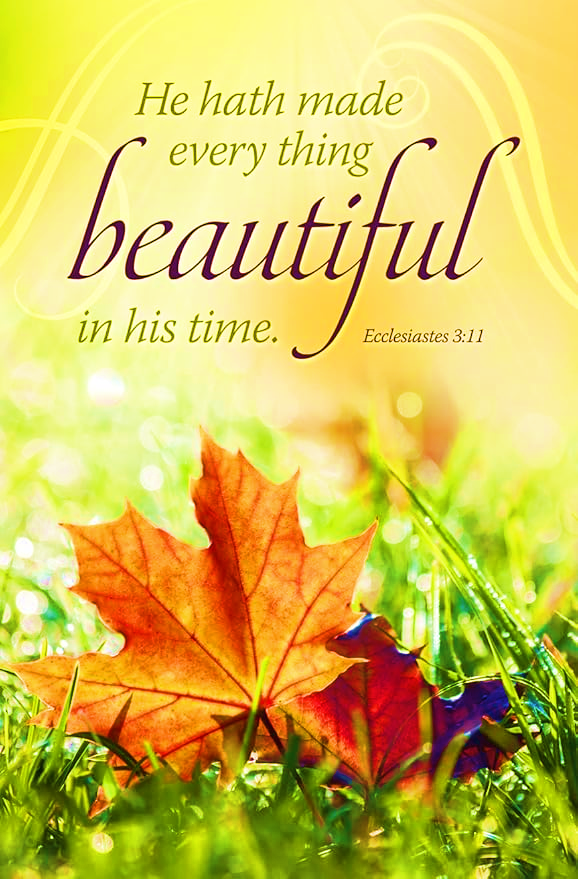 He hath made
every thing
beautiful
in his time.
Ecclesiastes 3:11